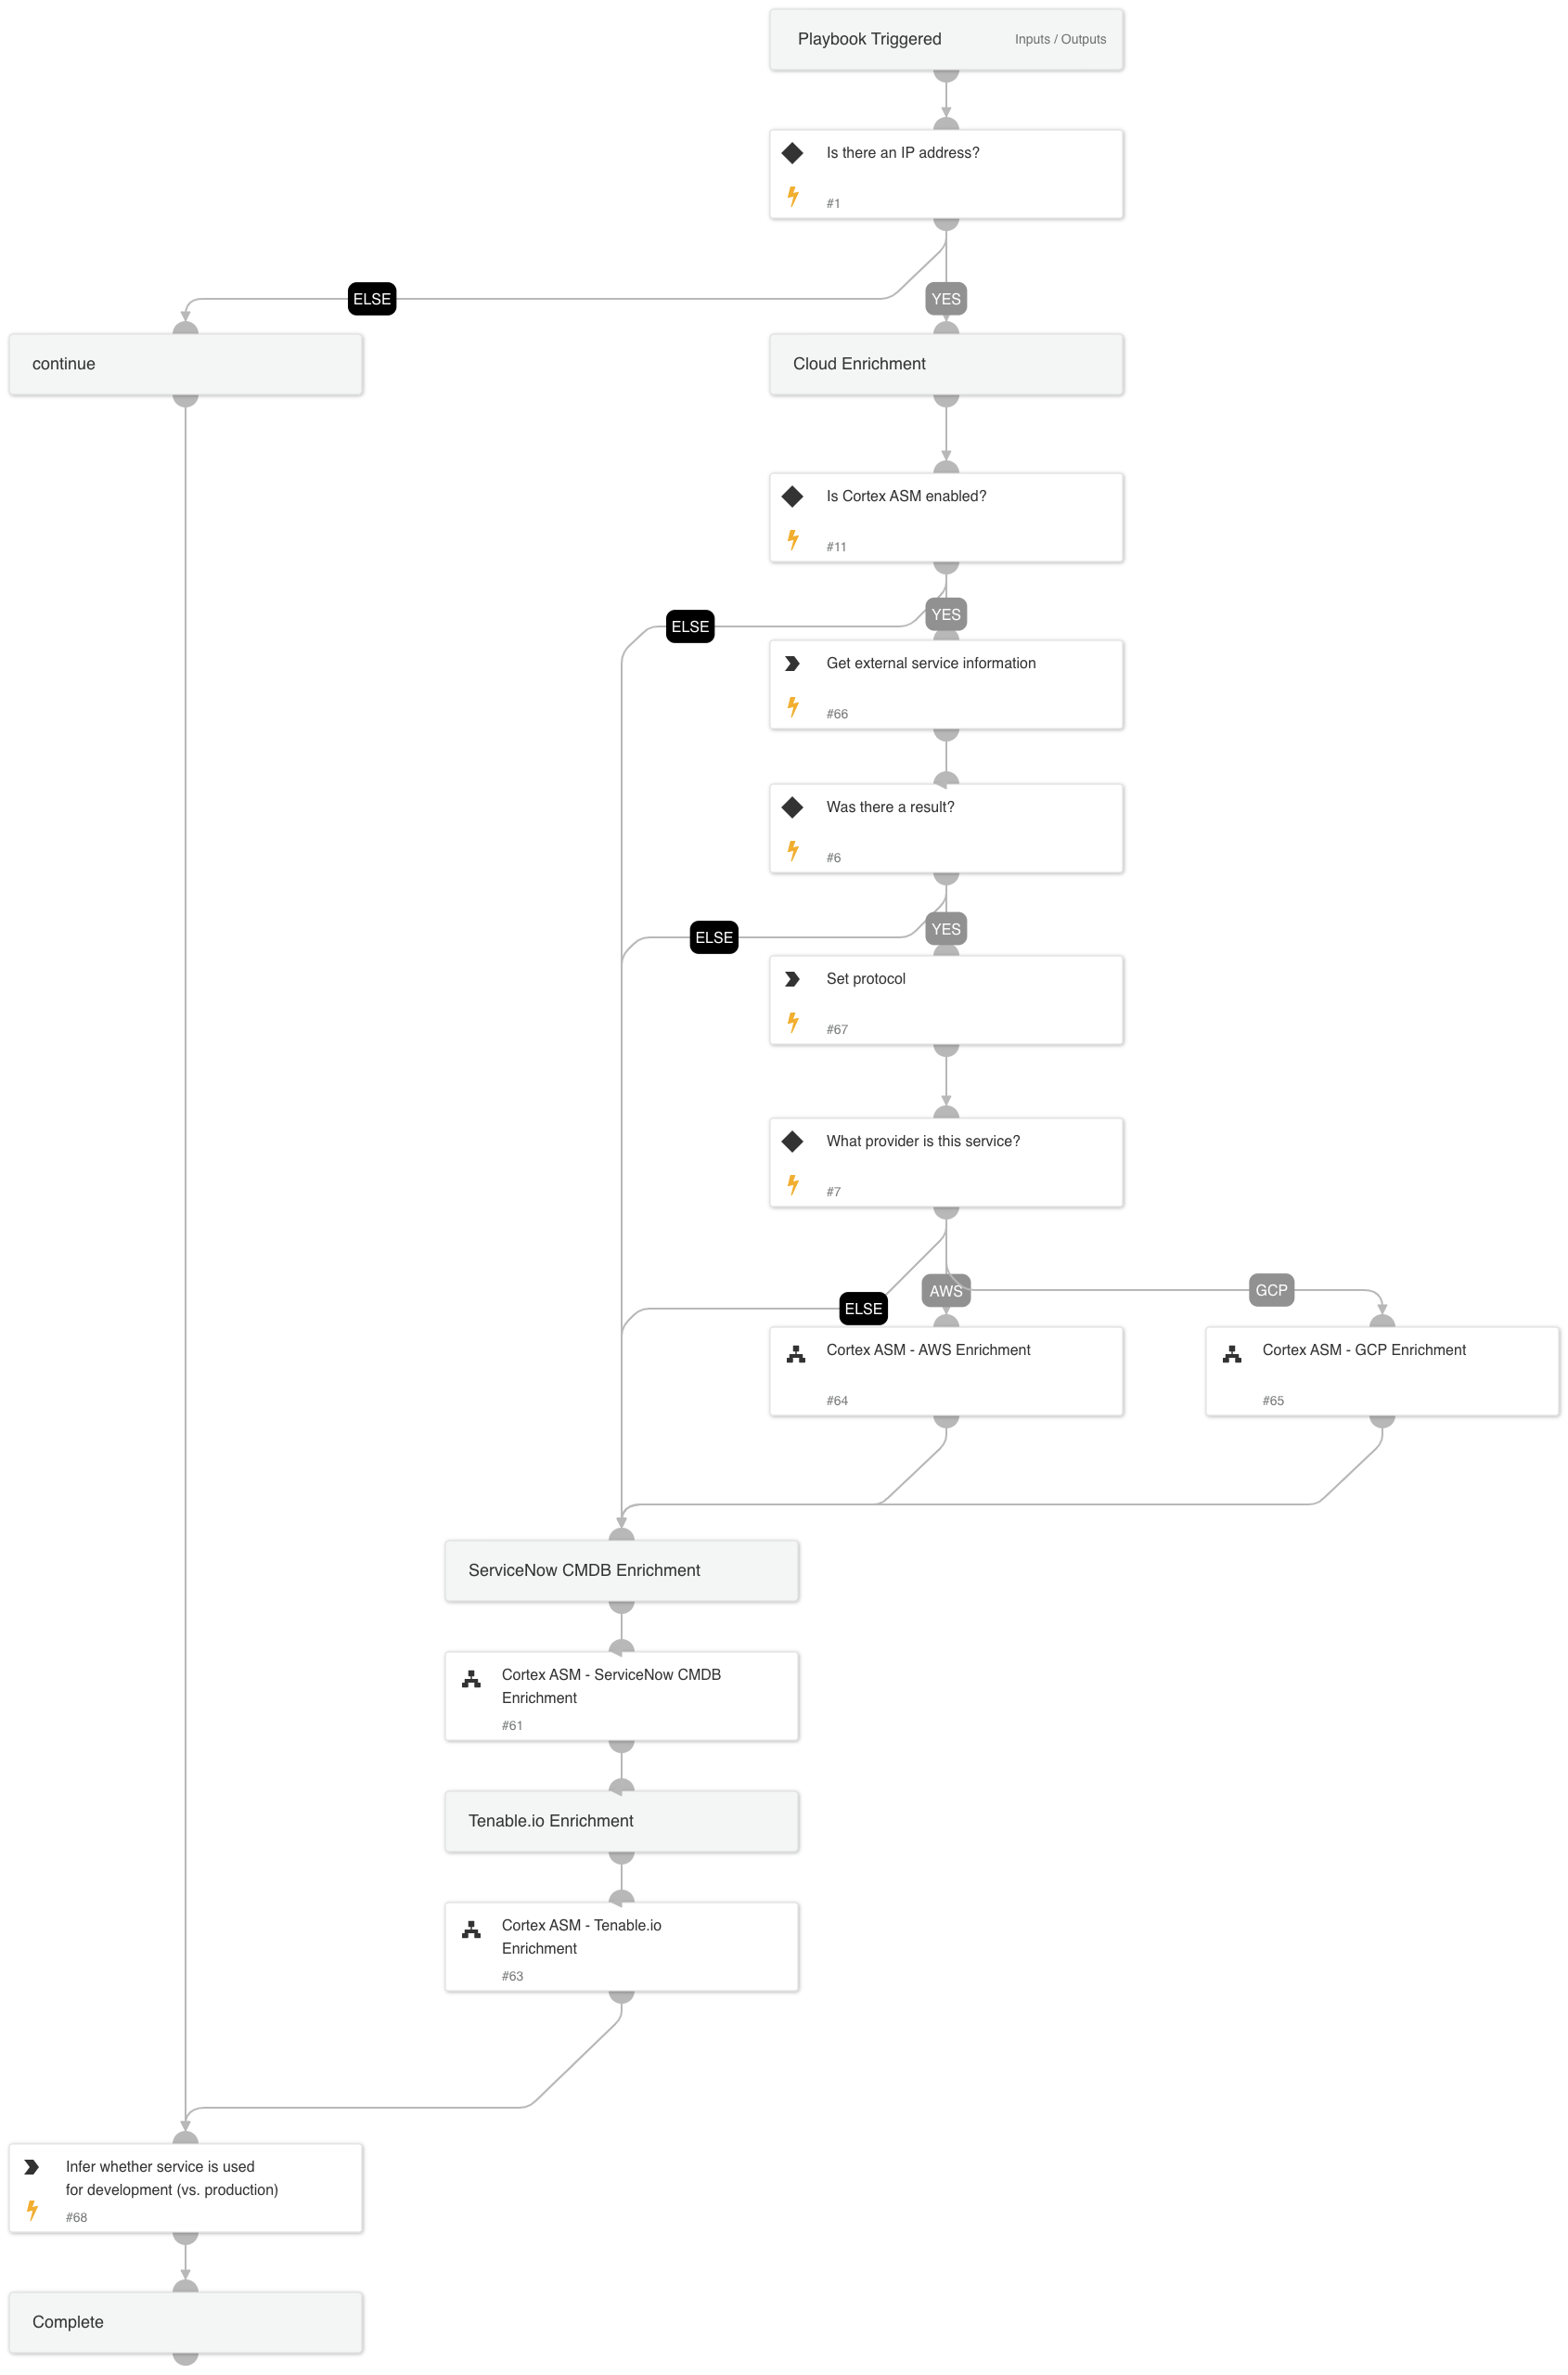 Playbook Triggered
Inputs / Outputs
Is there an IP address?
#1
ELSE
YES
continue
Cloud Enrichment
Is Cortex ASM enabled?
#11
ELSE
YES
Get external service information
#66
Was there a result?
#6
ELSE
YES
Set protocol
#67
What provider is this service?
#7
ELSE
AWS
GCP
Cortex ASM - AWS Enrichment
#64
Cortex ASM - GCP Enrichment
#65
ServiceNow CMDB Enrichment
Cortex ASM - ServiceNow CMDB
Enrichment
#61
Tenable.io Enrichment
Cortex ASM - Tenable.io
Enrichment
#63
Infer whether service is used
for development (vs. production)
#68
Complete